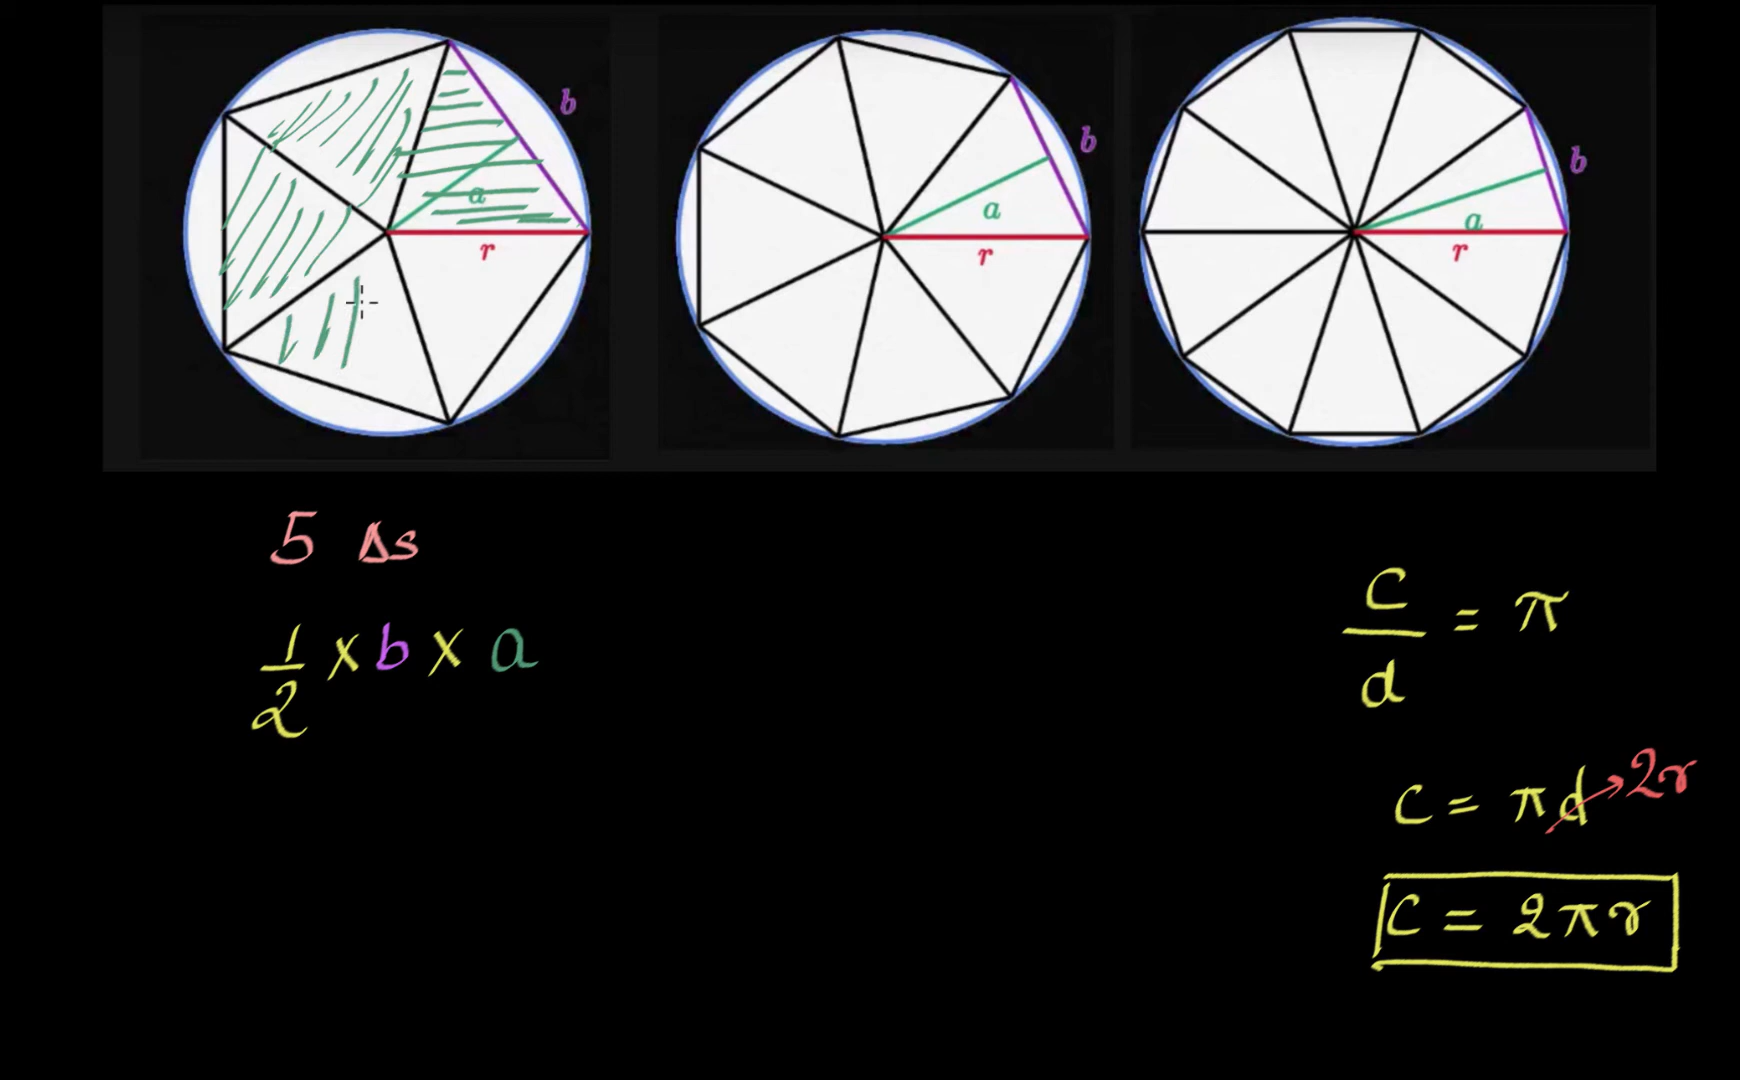 b
a
r
b
a
r
b
a
r
5 Δs
1/2 × b × a
C/d = π
C = πd → 2r
C = 2πr